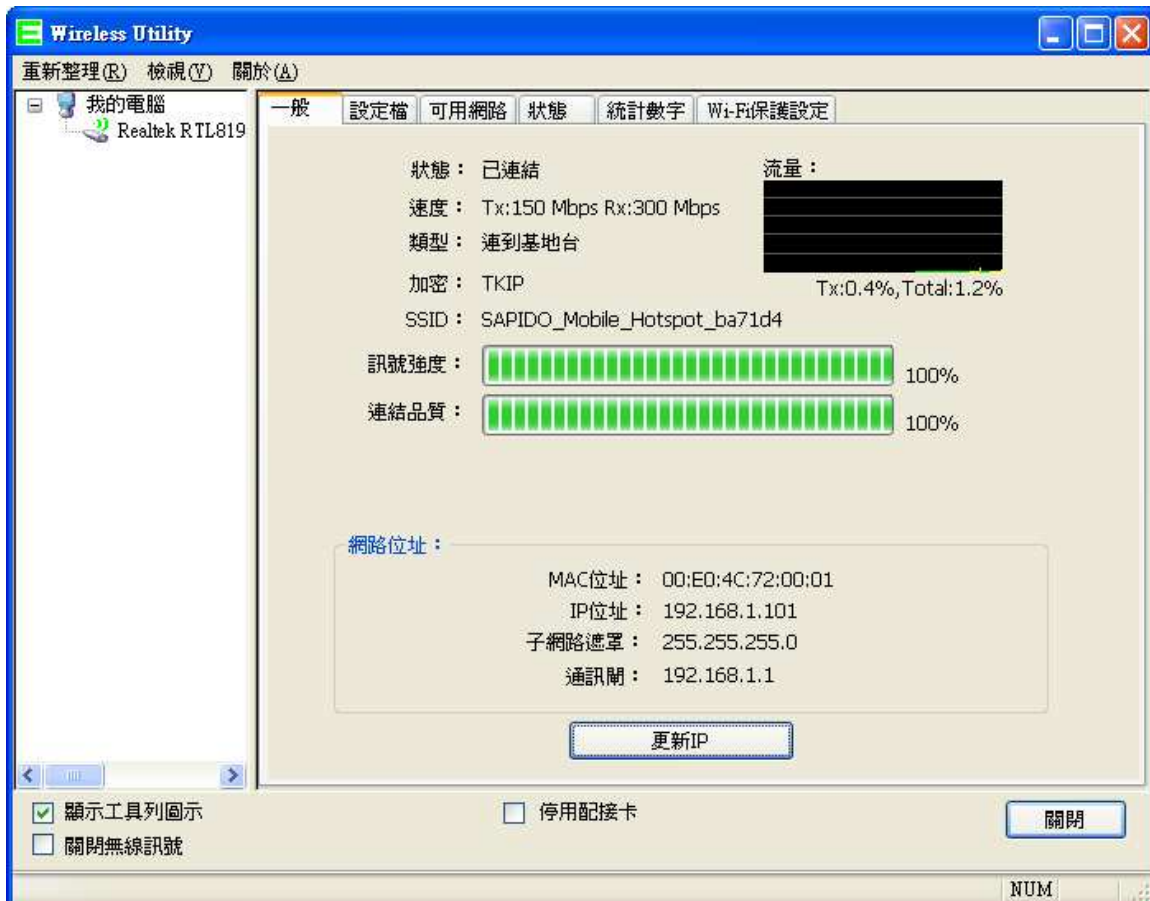 Wireless Utility
重新整理(R) 檢視(V) 關於(A)
我的電腦
Realtek RTL819
一般 設定檔 可用網路 狀態 統計數字 Wi-Fi保護設定
狀態： 已連結
流量：
速度： Tx:150 Mbps Rx:300 Mbps
類型： 連到基地台
加密： TKIP
Tx:0.4%,Total:1.2%
SSID： SAPIDO_Mobile_Hotspot_ba71d4
訊號強度： 100%
連結品質： 100%
網路位址：
MAC位址： 00:E0:4C:72:00:01
IP位址： 192.168.1.101
子網路遮罩： 255.255.255.0
通訊閘： 192.168.1.1
更新IP
顯示工具列圖示 停用配接卡 關閉
關閉無線訊號
NUM